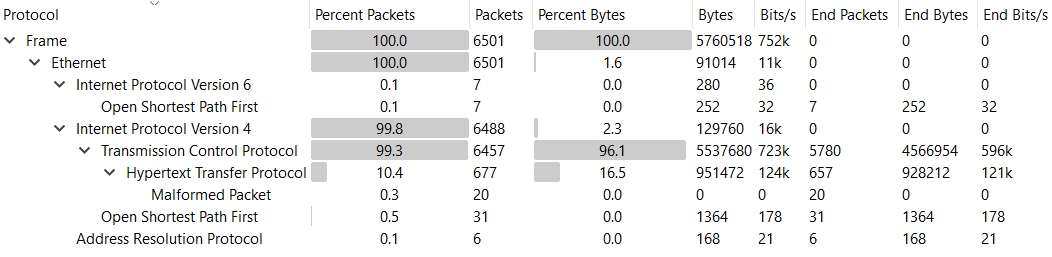 Protocol Percent Packets Packets Percent Bytes Bytes Bits/s End Packets End Bytes End Bits/s
Frame 100.0 6501 100.0 5760518 752k 0 0 0
Ethernet 100.0 6501 1.6 91014 11k 0 0 0
Internet Protocol Version 6 0.1 7 0.0 280 36 0 0 0
Open Shortest Path First 0.1 7 0.0 252 32 7 252 32
Internet Protocol Version 4 99.8 6488 2.3 129760 16k 0 0 0
Transmission Control Protocol 99.3 6457 96.1 5537680 723k 5780 4566954 596k
Hypertext Transfer Protocol 10.4 677 16.5 951472 124k 657 928212 121k
Malformed Packet 0.3 20 0.0 0 0 20 0 0
Open Shortest Path First 0.5 31 0.0 1364 178 31 1364 178
Address Resolution Protocol 0.1 6 0.0 168 21 6 168 21